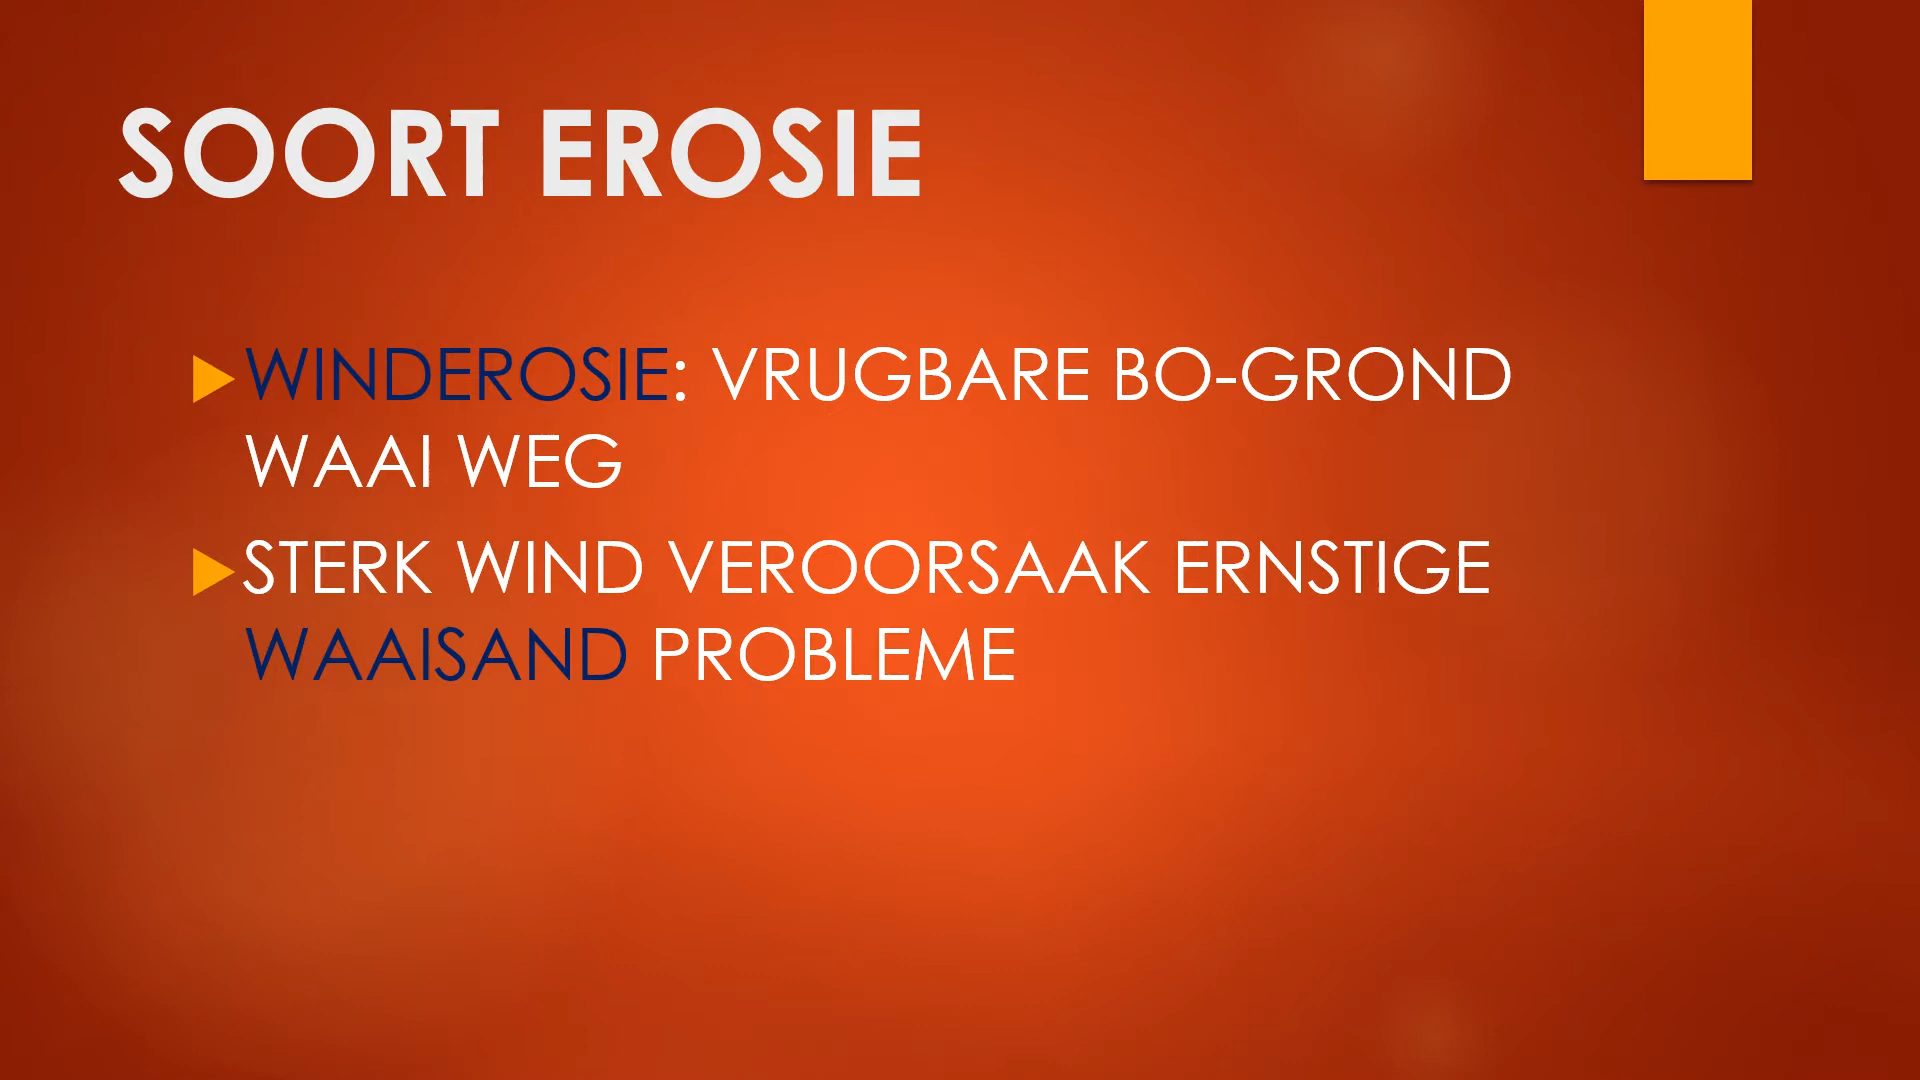 SOORT EROSIE
WINDEROSIE: VRUGBARE BO-GROND
WAAI WEG
STERK WIND VEROORSAAK ERNSTIGE
WAAISAND PROBLEME